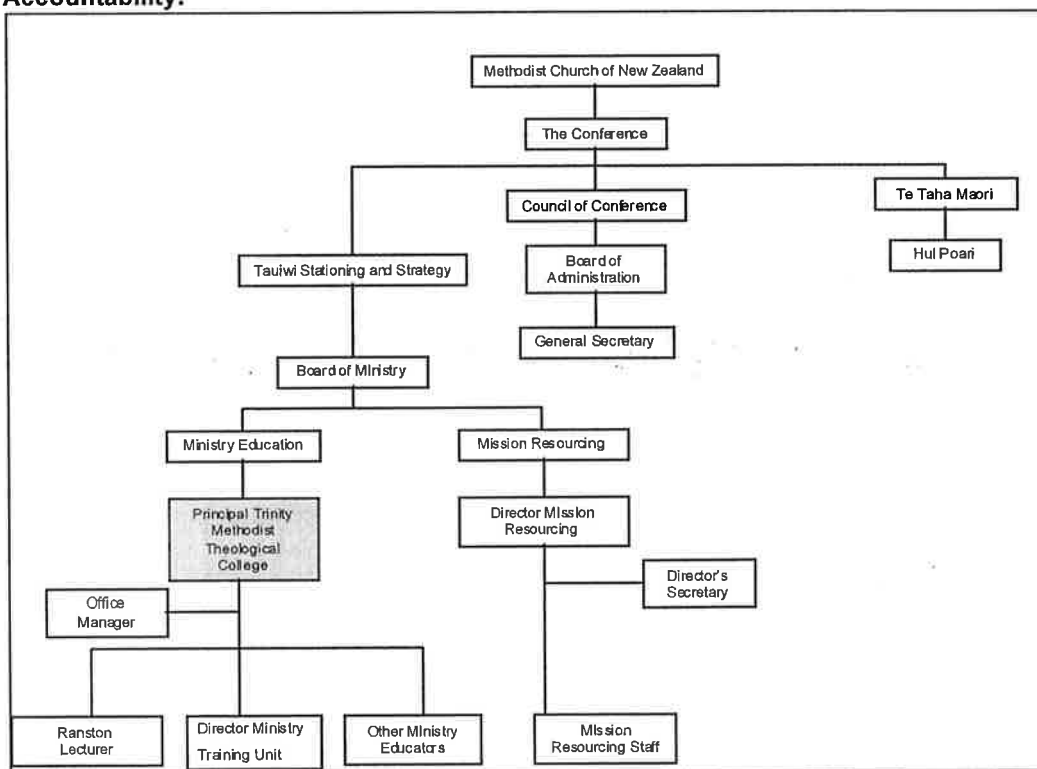 Accountability:
Methodist Church of New Zealand
The Conference
Council of Conference
Te Taha Maori
Tauiwi Stationing and Strategy
Board of
Administration
Hui Poari
General Secretary
Board of Ministry
Ministry Education
Mission Resourcing
Principal Trinity
Methodist
Theological
College
Director Mission
Resourcing
Office
Manager
Director's
Secretary
Ranston
Lecturer
Director Ministry
Training Unit
Other Ministry
Educators
Mission
Resourcing Staff